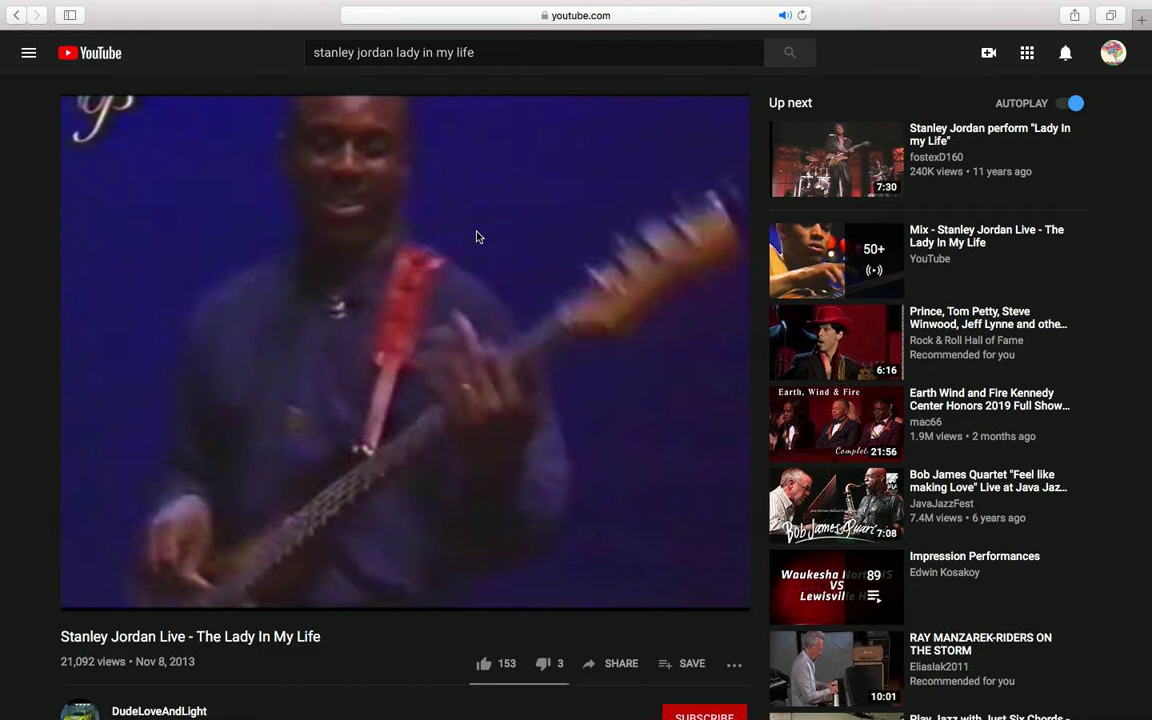 youtube.com
YouTube
stanley jordan lady in my life
Up next
AUTOPLAY
Stanley Jordan perform "Lady In
my Life"
fostexD160
240K views • 11 years ago
7:30
Mix - Stanley Jordan Live - The
Lady In My Life
YouTube
50+
Prince, Tom Petty, Steve
Winwood, Jeff Lynne and othe...
Rock & Roll Hall of Fame
Recommended for you
6:16
Earth, Wind & Fire
Earth Wind and Fire Kennedy
Center Honors 2019 Full Show...
mac66
1.9M views • 2 months ago
21:56
Bob James Quartet "Feel like
making Love" Live at Java Jaz...
JavaJazzFest
7.4M views • 6 years ago
7:08
Impression Performances
Edwin Kosakoy
89
Waukesha
VS
RAY MANZAREK-RIDERS ON
THE STORM
Eliaslak2011
Recommended for you
10:01
Play Jazz with Just Six Chords -
Stanley Jordan Live - The Lady In My Life
21,092 views • Nov 8, 2013
153
3
SHARE
SAVE
DudeLoveAndLight
SUBSCRIBE